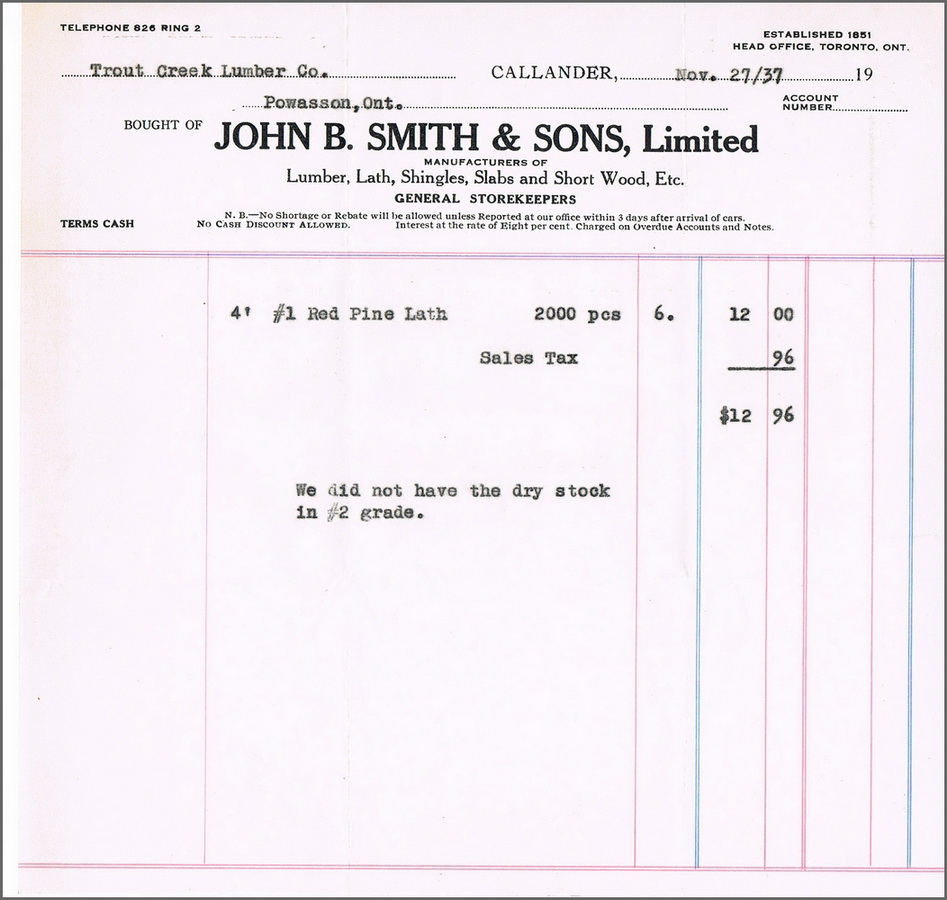 TELEPHONE 826 RING 2
ESTABLISHED 1851
HEAD OFFICE, TORONTO, ONT.
Trout Creek Lumber Co. CALLANDER, Nov. 27/37 19
Powasson,Ont. ACCOUNT NUMBER
BOUGHT OF JOHN B. SMITH & SONS, Limited
MANUFACTURERS OF
Lumber, Lath, Shingles, Slabs and Short Wood, Etc.
GENERAL STOREKEEPERS
N. B.—No Shortage or Rebate will be allowed unless Reported at our office within 3 days after arrival of cars.
TERMS CASH NO CASH DISCOUNT ALLOWED. Interest at the rate of Eight per cent. Charged on Overdue Accounts and Notes.
4' #1 Red Pine Lath 2000 pcs 6. 12 00
Sales Tax 96
$12 96
We did not have the dry stock
in #2 grade.